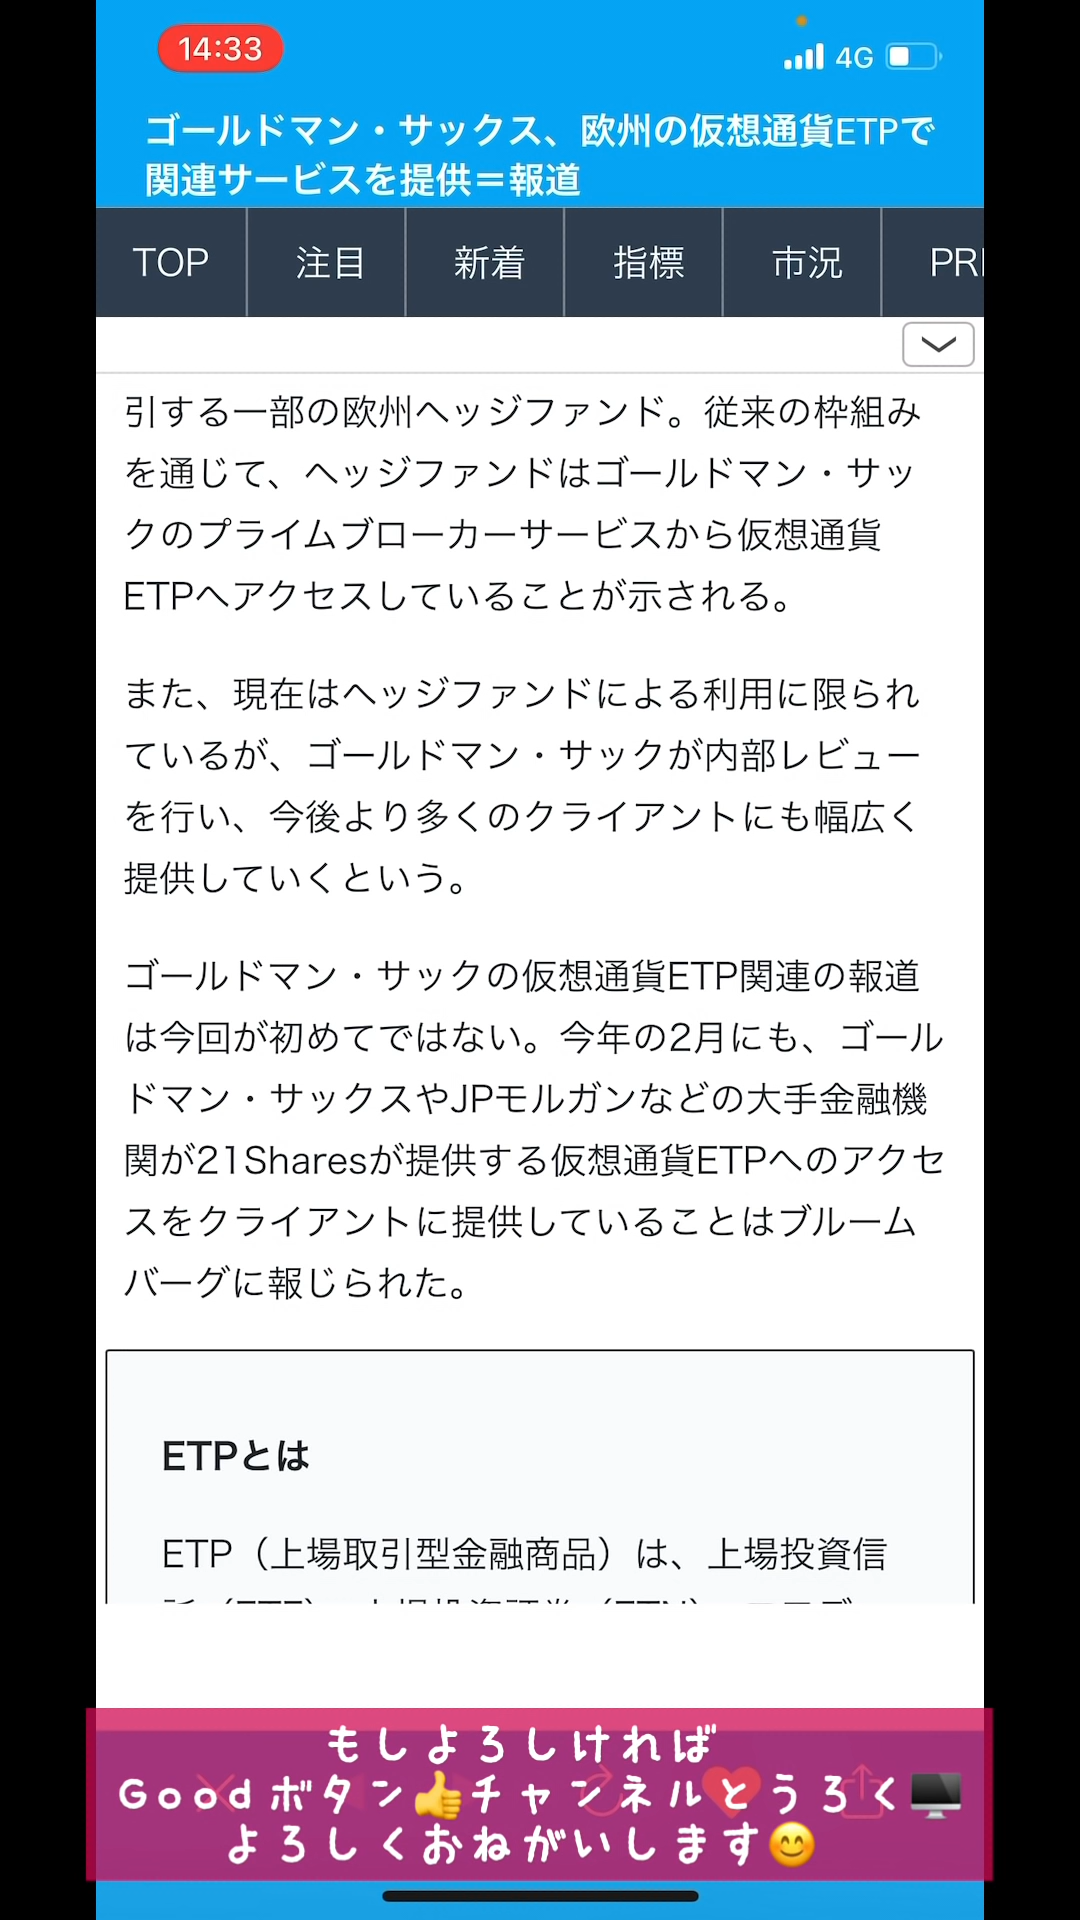 14:33
4G
ゴールドマン・サックス、欧州の仮想通貨ETPで
関連サービスを提供＝報道
TOP 注目 新着 指標 市況
引する一部の欧州ヘッジファンド。従来の枠組み
を通じて、ヘッジファンドはゴールドマン・サッ
クのプライムブローカーサービスから仮想通貨
ETPへアクセスしていることが示される。
また、現在はヘッジファンドによる利用に限られ
ているが、ゴールドマン・サックが内部レビュー
を行い、今後より多くのクライアントにも幅広く
提供していくという。
ゴールドマン・サックの仮想通貨ETP関連の報道
は今回が初めてではない。今年の2月にも、ゴール
ドマン・サックスやJPモルガンなどの大手金融機
関が21Sharesが提供する仮想通貨ETPへのアクセ
スをクライアントに提供していることはブルーム
バーグに報じられた。
ETPとは
ETP（上場取引型金融商品）は、上場投資信
もしよろしければ
Goodボタン👍チャンネルとうろく🖥️
よろしくおねがいします😊